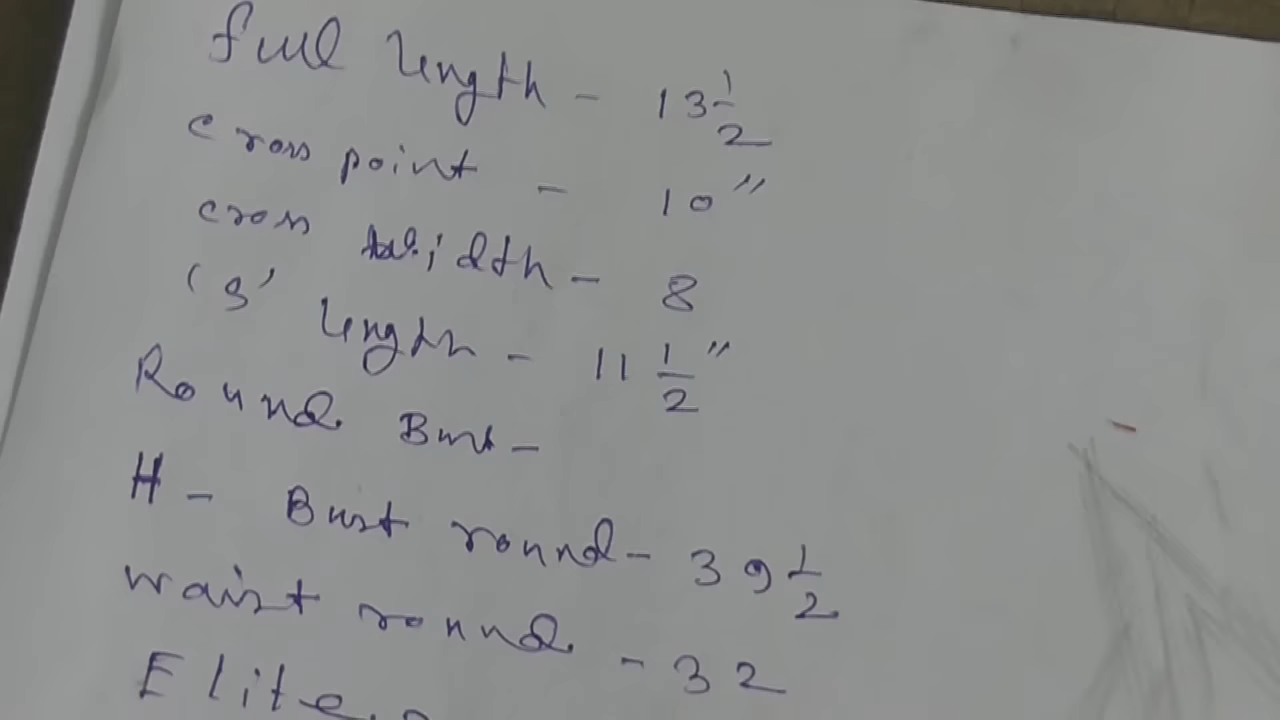 full length - 13 1/2
cross point - 10"
cross width - 8
'S' length - 11 1/2"
Round Bust -
H - Bust round - 39 1/2
waist round - 32
Elite